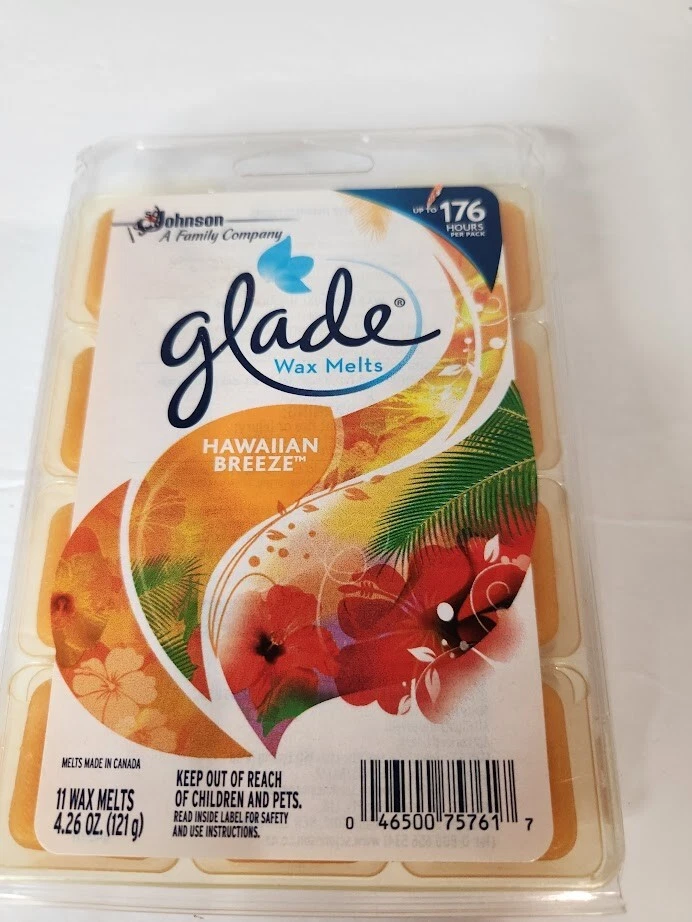 SC Johnson
A Family Company
UP TO 176
HOURS
PER PACK
glade®
Wax Melts
HAWAIIAN
BREEZE™
MELTS MADE IN CANADA
11 WAX MELTS
4.26 OZ. (121 g)
KEEP OUT OF REACH
OF CHILDREN AND PETS.
READ INSIDE LABEL FOR SAFETY
AND USE INSTRUCTIONS.
0 46500 75761 7